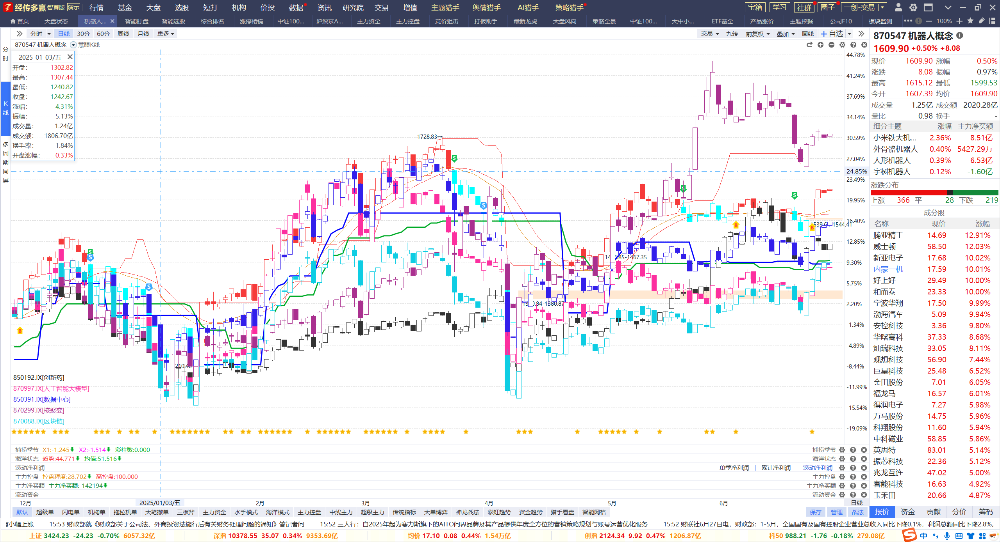 经传多赢 智尊版 演示 行情 基金 大盘 选股 短打 机构 价投 数据 资讯 研究院 交易 增值 主题猎手 舆情猎手 AI猎手 策略猎手 宝箱 学习 社群 圈子 一创-交易
首页 大盘状态 机器人... 智能盯盘 智能选股 综合排名 涨停棱镜 中证100... 沪深京A... 主力资金 主力控盘 竞价狙击 打板助手 最新龙虎 大盘风向 策略全景 中证100... 大中小... ETF基金 产品涨价 主题挖掘 公司F10 板块监测 100%
分时 日线 30分 60分 周线 月线 更多 交易 九转 前复权 叠加 画线 自选
870547 机器人概念 慧眼K线
分时
K线
多周期同屏
2025-01-03/五
开盘: 1302.82
最高: 1307.44
最低: 1240.82
收盘: 1242.67
涨幅: -4.31%
振幅: 5.13%
成交量: 1.24亿
成交额: 1806.70亿
换手率: 1.84%
开盘涨幅: 0.33%
1728.83→
1544.41
-1467.35
-1380.87
44.78%
41.24%
37.69%
34.14%
30.59%
27.04%
24.85%
23.49%
19.95%
16.40%
12.85%
9.30%
5.75%
2.20%
-1.34%
-4.89%
-8.44%
-11.99%
-15.54%
-19.09%
850192.IX[创新药]
870997.IX[人工智能大模型]
850391.IX[数据中心]
870299.IX[核聚变]
870088.IX[区块链]
捕捞季节 X1:-1.245 X2:-1.514 彩柱数:0.000 捕捞季节
海洋状态 趋势:44.771 均值:51.516 海洋状态
滚动净利润 单季净利润 累计净利润 滚动净利润
主力控盘 控盘程度:28.702 高控盘:100.000 主力控盘
主力净买额 主力净买额:-142194 主力净买额
流动资金 流动资金
12月 2025/01/03/五 2月 3月 4月 5月 6月 日线
默认 超级单 闪电单 机构单 拖拉机单 大笔撤单 三板斧 主力资金 水手模式 海洋模式 主力控盘 中线主力 超级主力 传统指标 大单博弈 神龙战法 彩虹趋势 资金趋势 猎手看盘 智能网格 保存 管理 战法
870547 机器人概念
1609.90 +0.50% +8.08
现价 1609.90 涨幅 0.50%
涨跌 8.08 振幅 0.97%
最高 1615.12 最低 1599.53
今开 1607.39 均价 1609.90
成交量 1.25亿 成交额 2020.28亿
量比 0.98 换手 -
细分主题 涨幅 主力净买额
小米铁大机... 2.36% 8.51亿
外骨骼机器人 0.40% 5427.29万
人形机器人 0.39% 6.53亿
宇树机器人 0.12% -1.60亿
涨跌分布
上涨 366 平 28 下跌 219
成分股
名称 现价 涨幅
腾亚精工 14.69 12.91%
威士顿 58.50 12.03%
新亚电子 17.68 10.02%
内蒙一机 17.59 10.01%
好上好 29.49 10.00%
和而泰 23.33 10.00%
宁波华翔 17.50 9.99%
渤海汽车 5.09 9.94%
安控科技 3.36 9.80%
华曙高科 37.33 8.68%
灿瑞科技 33.05 8.11%
观想科技 56.90 7.44%
巨星科技 25.48 6.52%
金田股份 7.01 6.05%
福龙马 16.57 6.01%
得润电子 7.27 5.98%
万马股份 14.75 5.96%
科翔股份 11.60 5.94%
中科磁业 58.85 5.86%
英思特 83.01 5.14%
振芯科技 22.36 5.12%
兆龙互连 47.02 5.00%
睿能科技 16.63 4.92%
玉禾田 20.66 4.87%
报价 资金 贡献 分价 筹码
小幅上涨 15:53 财政部就《财政部关于公司法、外商投资法施行后有关财务处理问题的通知》答记者问 15:52 三人行：自2025年起为赛力斯旗下的AITO问界品牌及其产品提供年度全方位的营销策略规划与账号运营优化服务 15:52 财联社6月27日电，财政部：1-5月，全国国有及国有控股企业营业总收入同比下降0.1%，利润总额同比下降2.8%。
上证 3424.23 -24.23 -0.70% 6057.32亿 深指 10378.55 35.07 0.34% 9353.69亿 均价 17.10 0.08 0.44% 1.54万亿 创指 2124.34 9.92 0.47% 1206.87亿 科50 988.21 -1.76 -0.18% 279.08亿 中